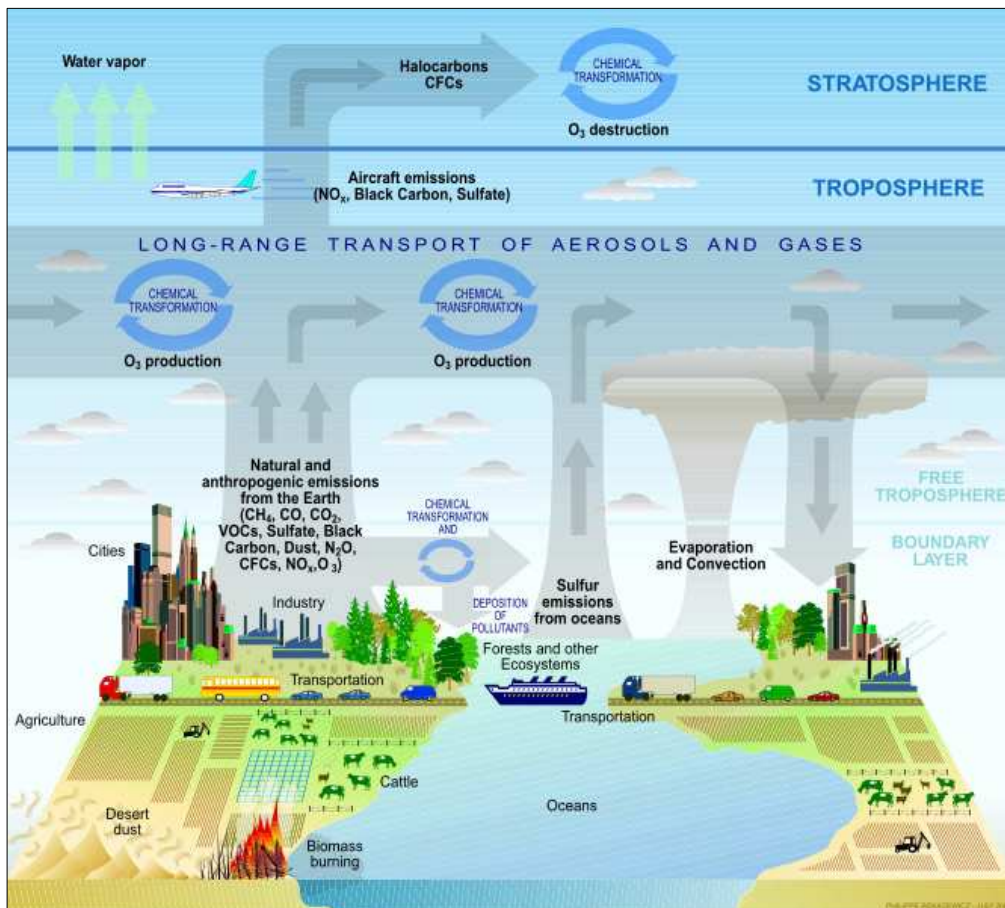 Water vapor
Halocarbons
CFCs
CHEMICAL
TRANSFORMATION
O₃ destruction
STRATOSPHERE
Aircraft emissions
(NOₓ, Black Carbon, Sulfate)
TROPOSPHERE
LONG-RANGE TRANSPORT OF AEROSOLS AND GASES
CHEMICAL
TRANSFORMATION
O₃ production
CHEMICAL
TRANSFORMATION
O₃ production
Natural and
anthropogenic emissions
from the Earth
(CH₄, CO, CO₂,
VOCs, Sulfate, Black
Carbon, Dust, N₂O,
CFCs, NOₓ,O₃)
CHEMICAL
TRANSFORMATION
AND
DEPOSITION
OF
POLLUTANTS
FREE
TROPOSPHERE
BOUNDARY
LAYER
Evaporation
and Convection
Sulfur
emissions
from oceans
Cities
Industry
Forests and other
Ecosystems
Transportation
Transportation
Agriculture
Cattle
Oceans
Desert
dust
Biomass
burning